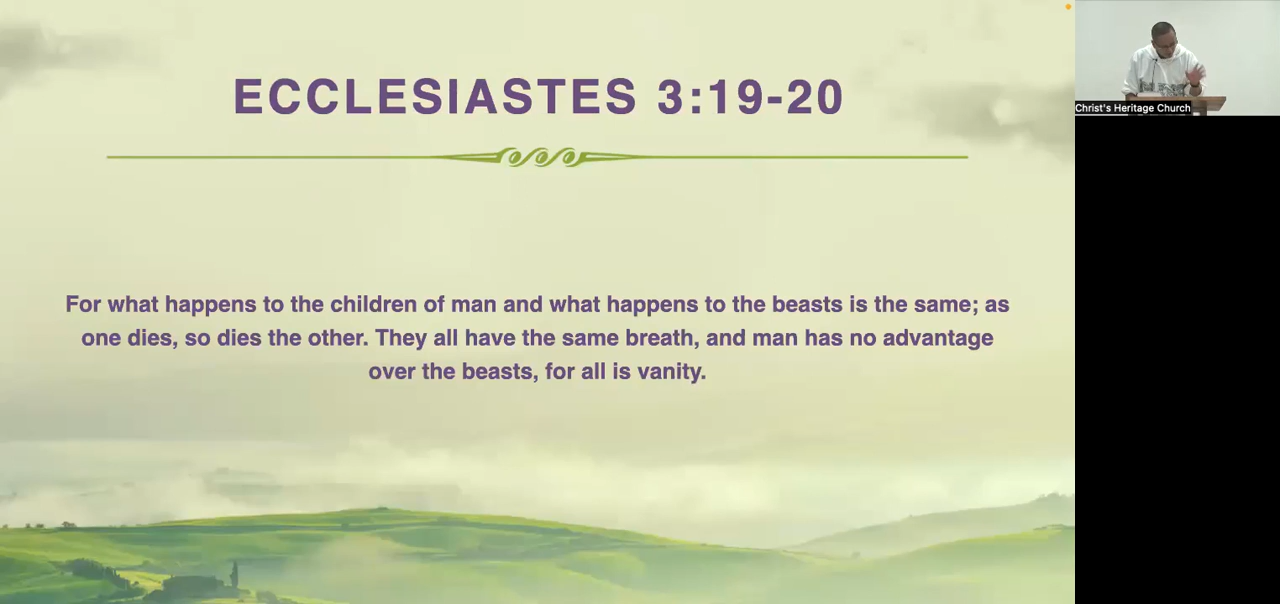 ECCLESIASTES 3:19-20
For what happens to the children of man and what happens to the beasts is the same; as
one dies, so dies the other. They all have the same breath, and man has no advantage
over the beasts, for all is vanity.
Christ's Heritage Church